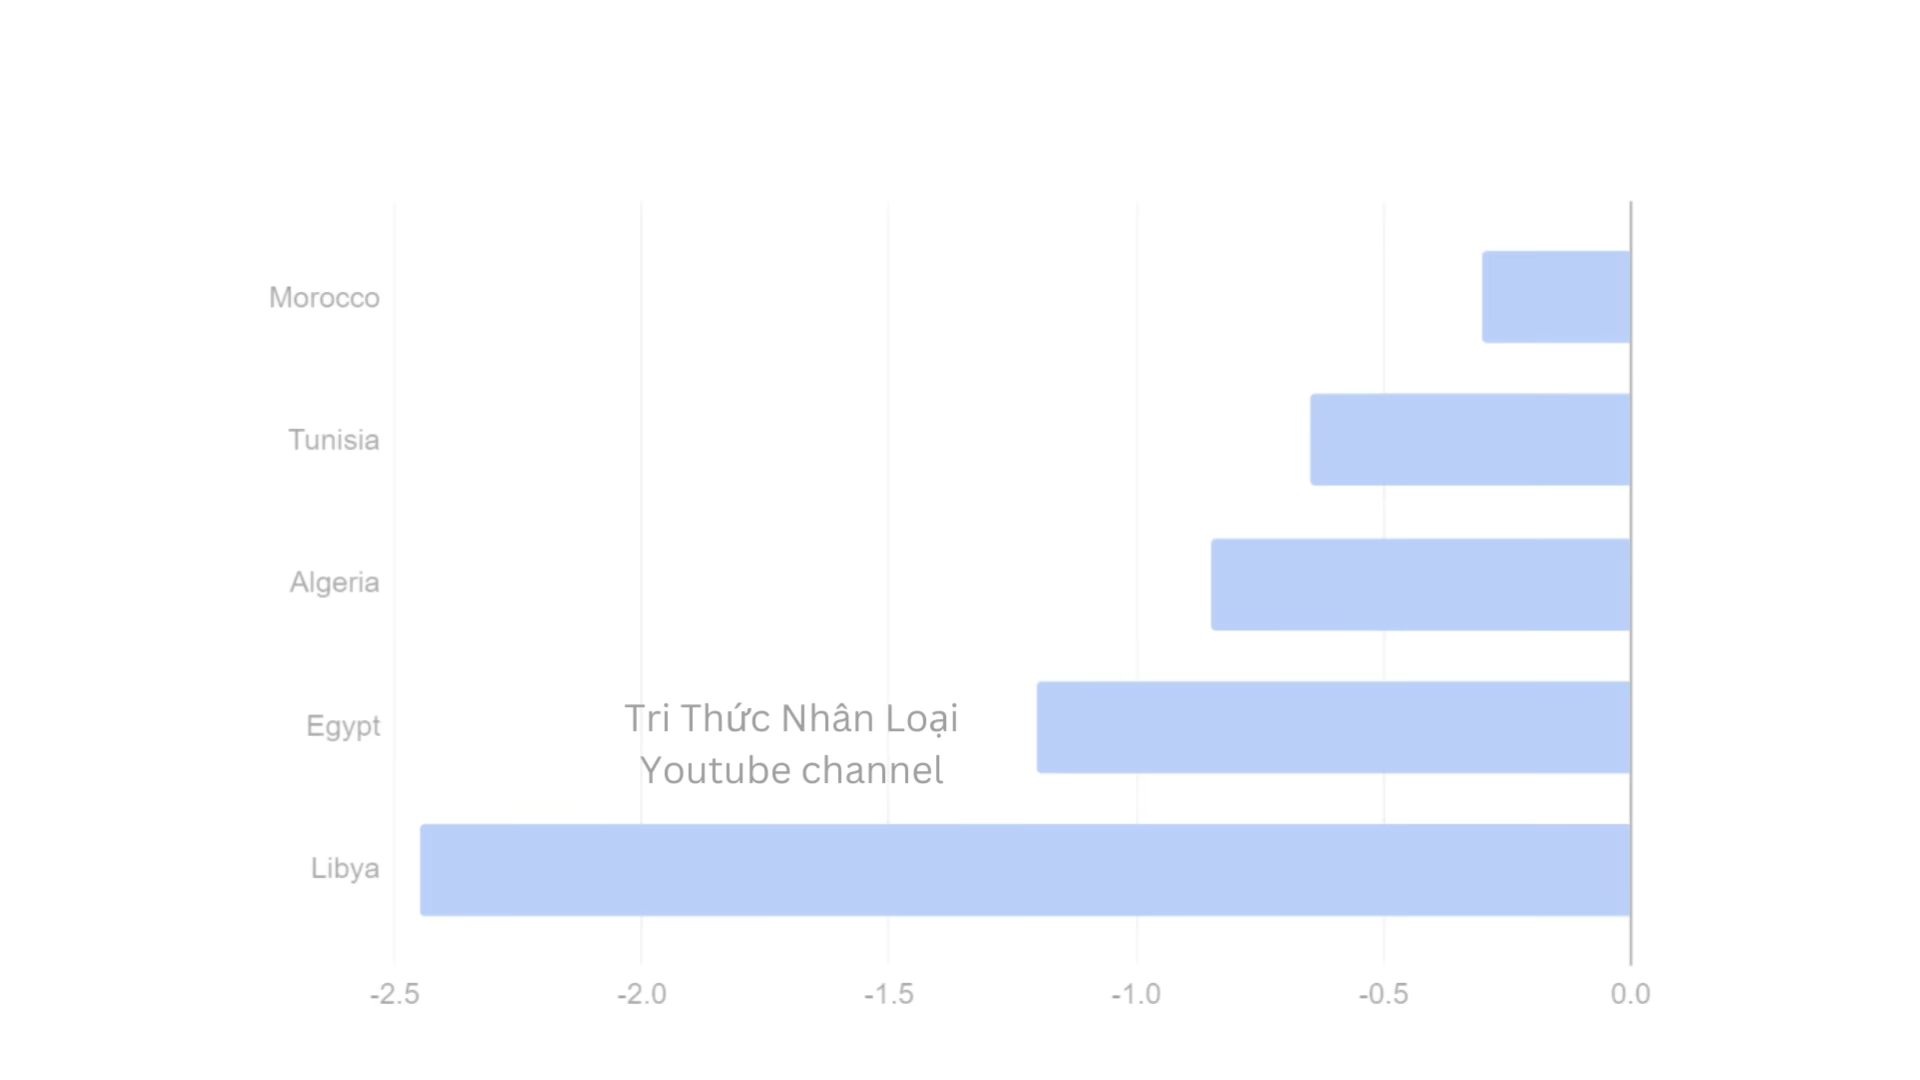 Morocco
Tunisia
Algeria
Egypt
Tri Thức Nhân Loại
Youtube channel
Libya
-2.5 -2.0 -1.5 -1.0 -0.5 0.0